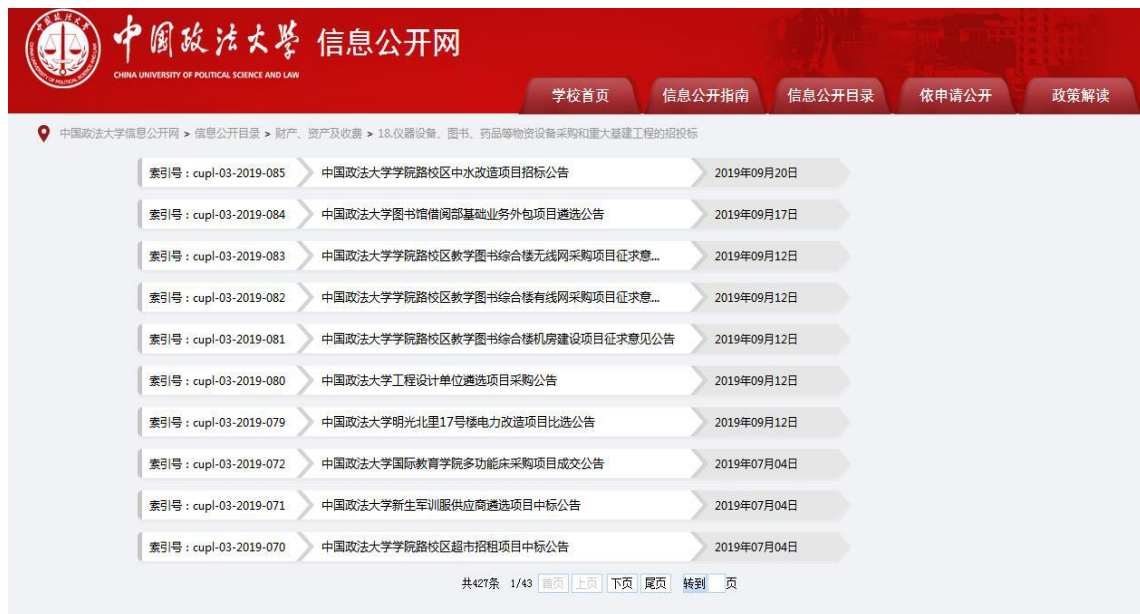 中国政法大学 信息公开网
CHINA UNIVERSITY OF POLITICAL SCIENCE AND LAW
学校首页 信息公开指南 信息公开目录 依申请公开 政策解读
中国政法大学信息公开网 > 信息公开目录 > 财产、资产及收费 > 18.仪器设备、图书、药品等物资设备采购和重大基建工程的招投标
索引号：cupl-03-2019-085 中国政法大学学院路校区中水改造项目招标公告 2019年09月20日
索引号：cupl-03-2019-084 中国政法大学图书馆借阅部基础业务外包项目遴选公告 2019年09月17日
索引号：cupl-03-2019-083 中国政法大学学院路校区教学图书综合楼无线网采购项目征求意... 2019年09月12日
索引号：cupl-03-2019-082 中国政法大学学院路校区教学图书综合楼有线网采购项目征求意... 2019年09月12日
索引号：cupl-03-2019-081 中国政法大学学院路校区教学图书综合楼机房建设项目征求意见公告 2019年09月12日
索引号：cupl-03-2019-080 中国政法大学工程设计单位遴选项目采购公告 2019年09月12日
索引号：cupl-03-2019-079 中国政法大学明光北里17号楼电力改造项目比选公告 2019年09月12日
索引号：cupl-03-2019-072 中国政法大学国际教育学院多功能床采购项目成交公告 2019年07月04日
索引号：cupl-03-2019-071 中国政法大学新生军训服供应商遴选项目中标公告 2019年07月04日
索引号：cupl-03-2019-070 中国政法大学学院路校区超市招租项目中标公告 2019年07月04日
共427条 1/43 首页 上页 下页 尾页 转到 页